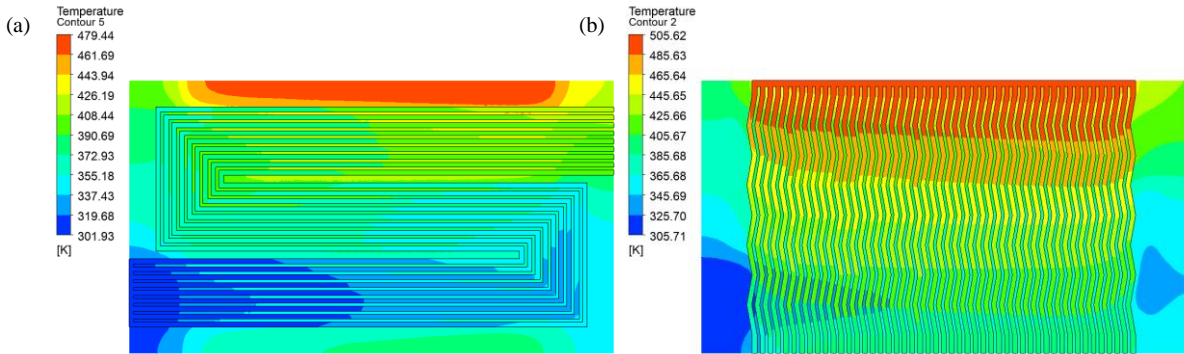 (a)
Temperature
Contour 5
479.44
461.69
443.94
426.19
408.44
390.69
372.93
355.18
337.43
319.68
301.93
[K]
(b)
Temperature
Contour 2
505.62
485.63
465.64
445.65
425.66
405.67
385.68
365.68
345.69
325.70
305.71
[K]